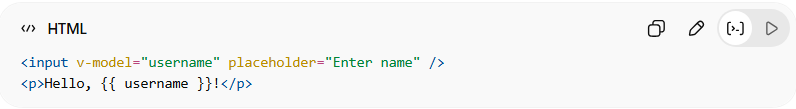 HTML
<input v-model="username" placeholder="Enter name" />
<p>Hello, {{ username }}!</p>